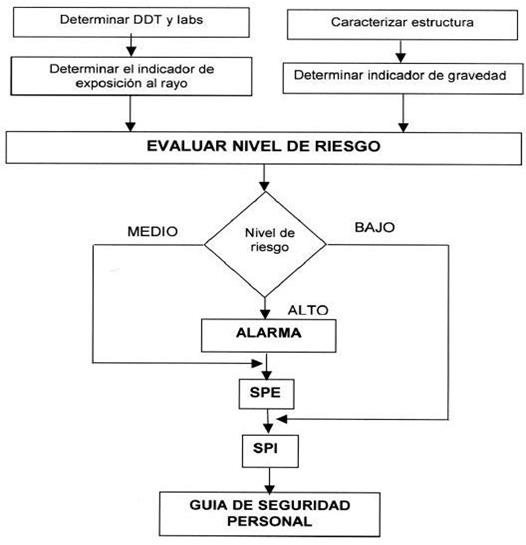 Determinar DDT y Iabs
Caracterizar estructura
Determinar el indicador de
exposición al rayo
Determinar indicador de gravedad
EVALUAR NIVEL DE RIESGO
MEDIO
Nivel de
riesgo
BAJO
ALTO
ALARMA
SPE
SPI
GUIA DE SEGURIDAD
PERSONAL